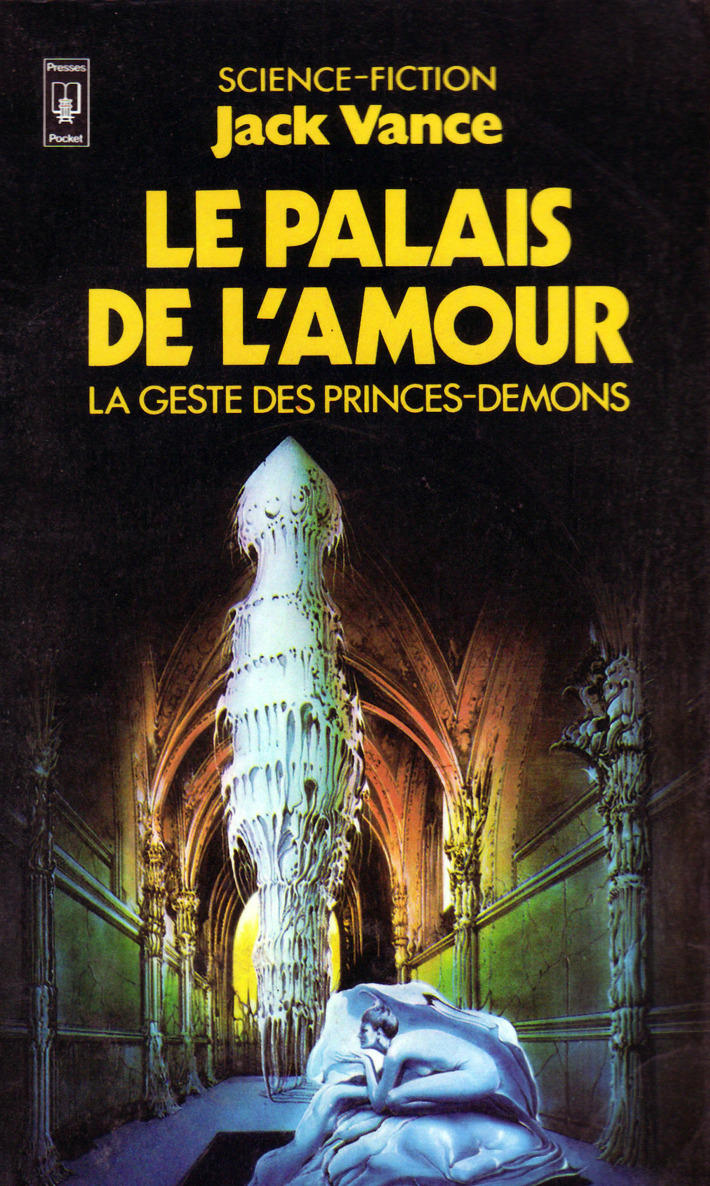 Presses
Pocket
SCIENCE-FICTION
Jack Vance
LE PALAIS
DE L'AMOUR
LA GESTE DES PRINCES-DEMONS